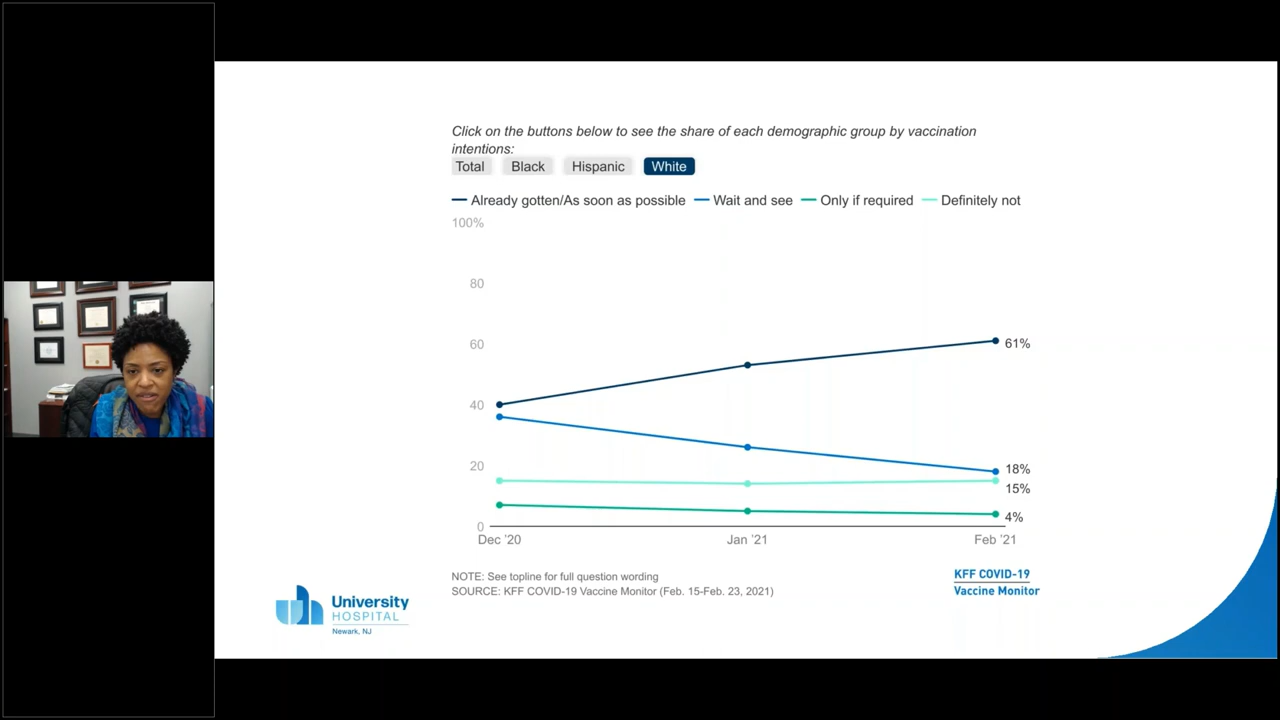 Click on the buttons below to see the share of each demographic group by vaccination
intentions:
Total Black Hispanic White
Already gotten/As soon as possible Wait and see Only if required Definitely not
100%
80
60
40
20
0
61%
18%
15%
4%
Dec '20 Jan '21 Feb '21
NOTE: See topline for full question wording
SOURCE: KFF COVID-19 Vaccine Monitor (Feb. 15-Feb. 23, 2021)
KFF COVID-19
Vaccine Monitor
University
HOSPITAL
Newark, NJ